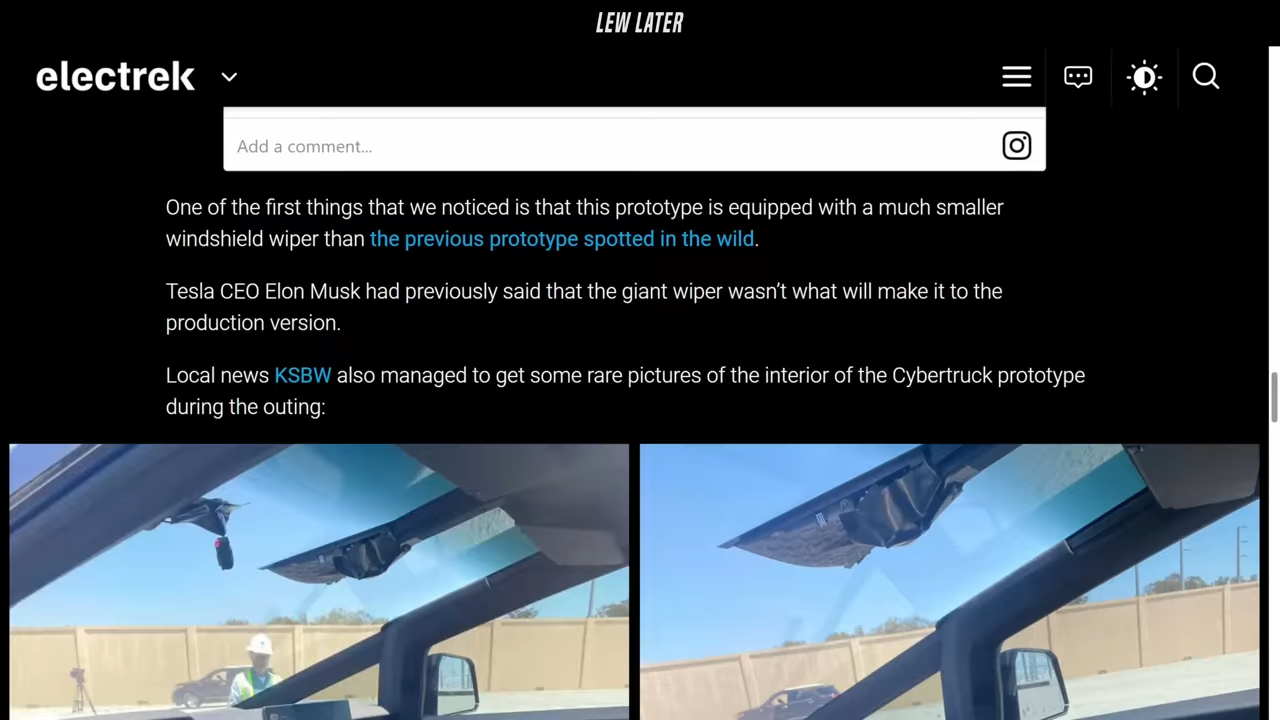 LEW LATER
electrek
Add a comment...
One of the first things that we noticed is that this prototype is equipped with a much smaller
windshield wiper than the previous prototype spotted in the wild.
Tesla CEO Elon Musk had previously said that the giant wiper wasn’t what will make it to the
production version.
Local news KSBW also managed to get some rare pictures of the interior of the Cybertruck prototype
during the outing: